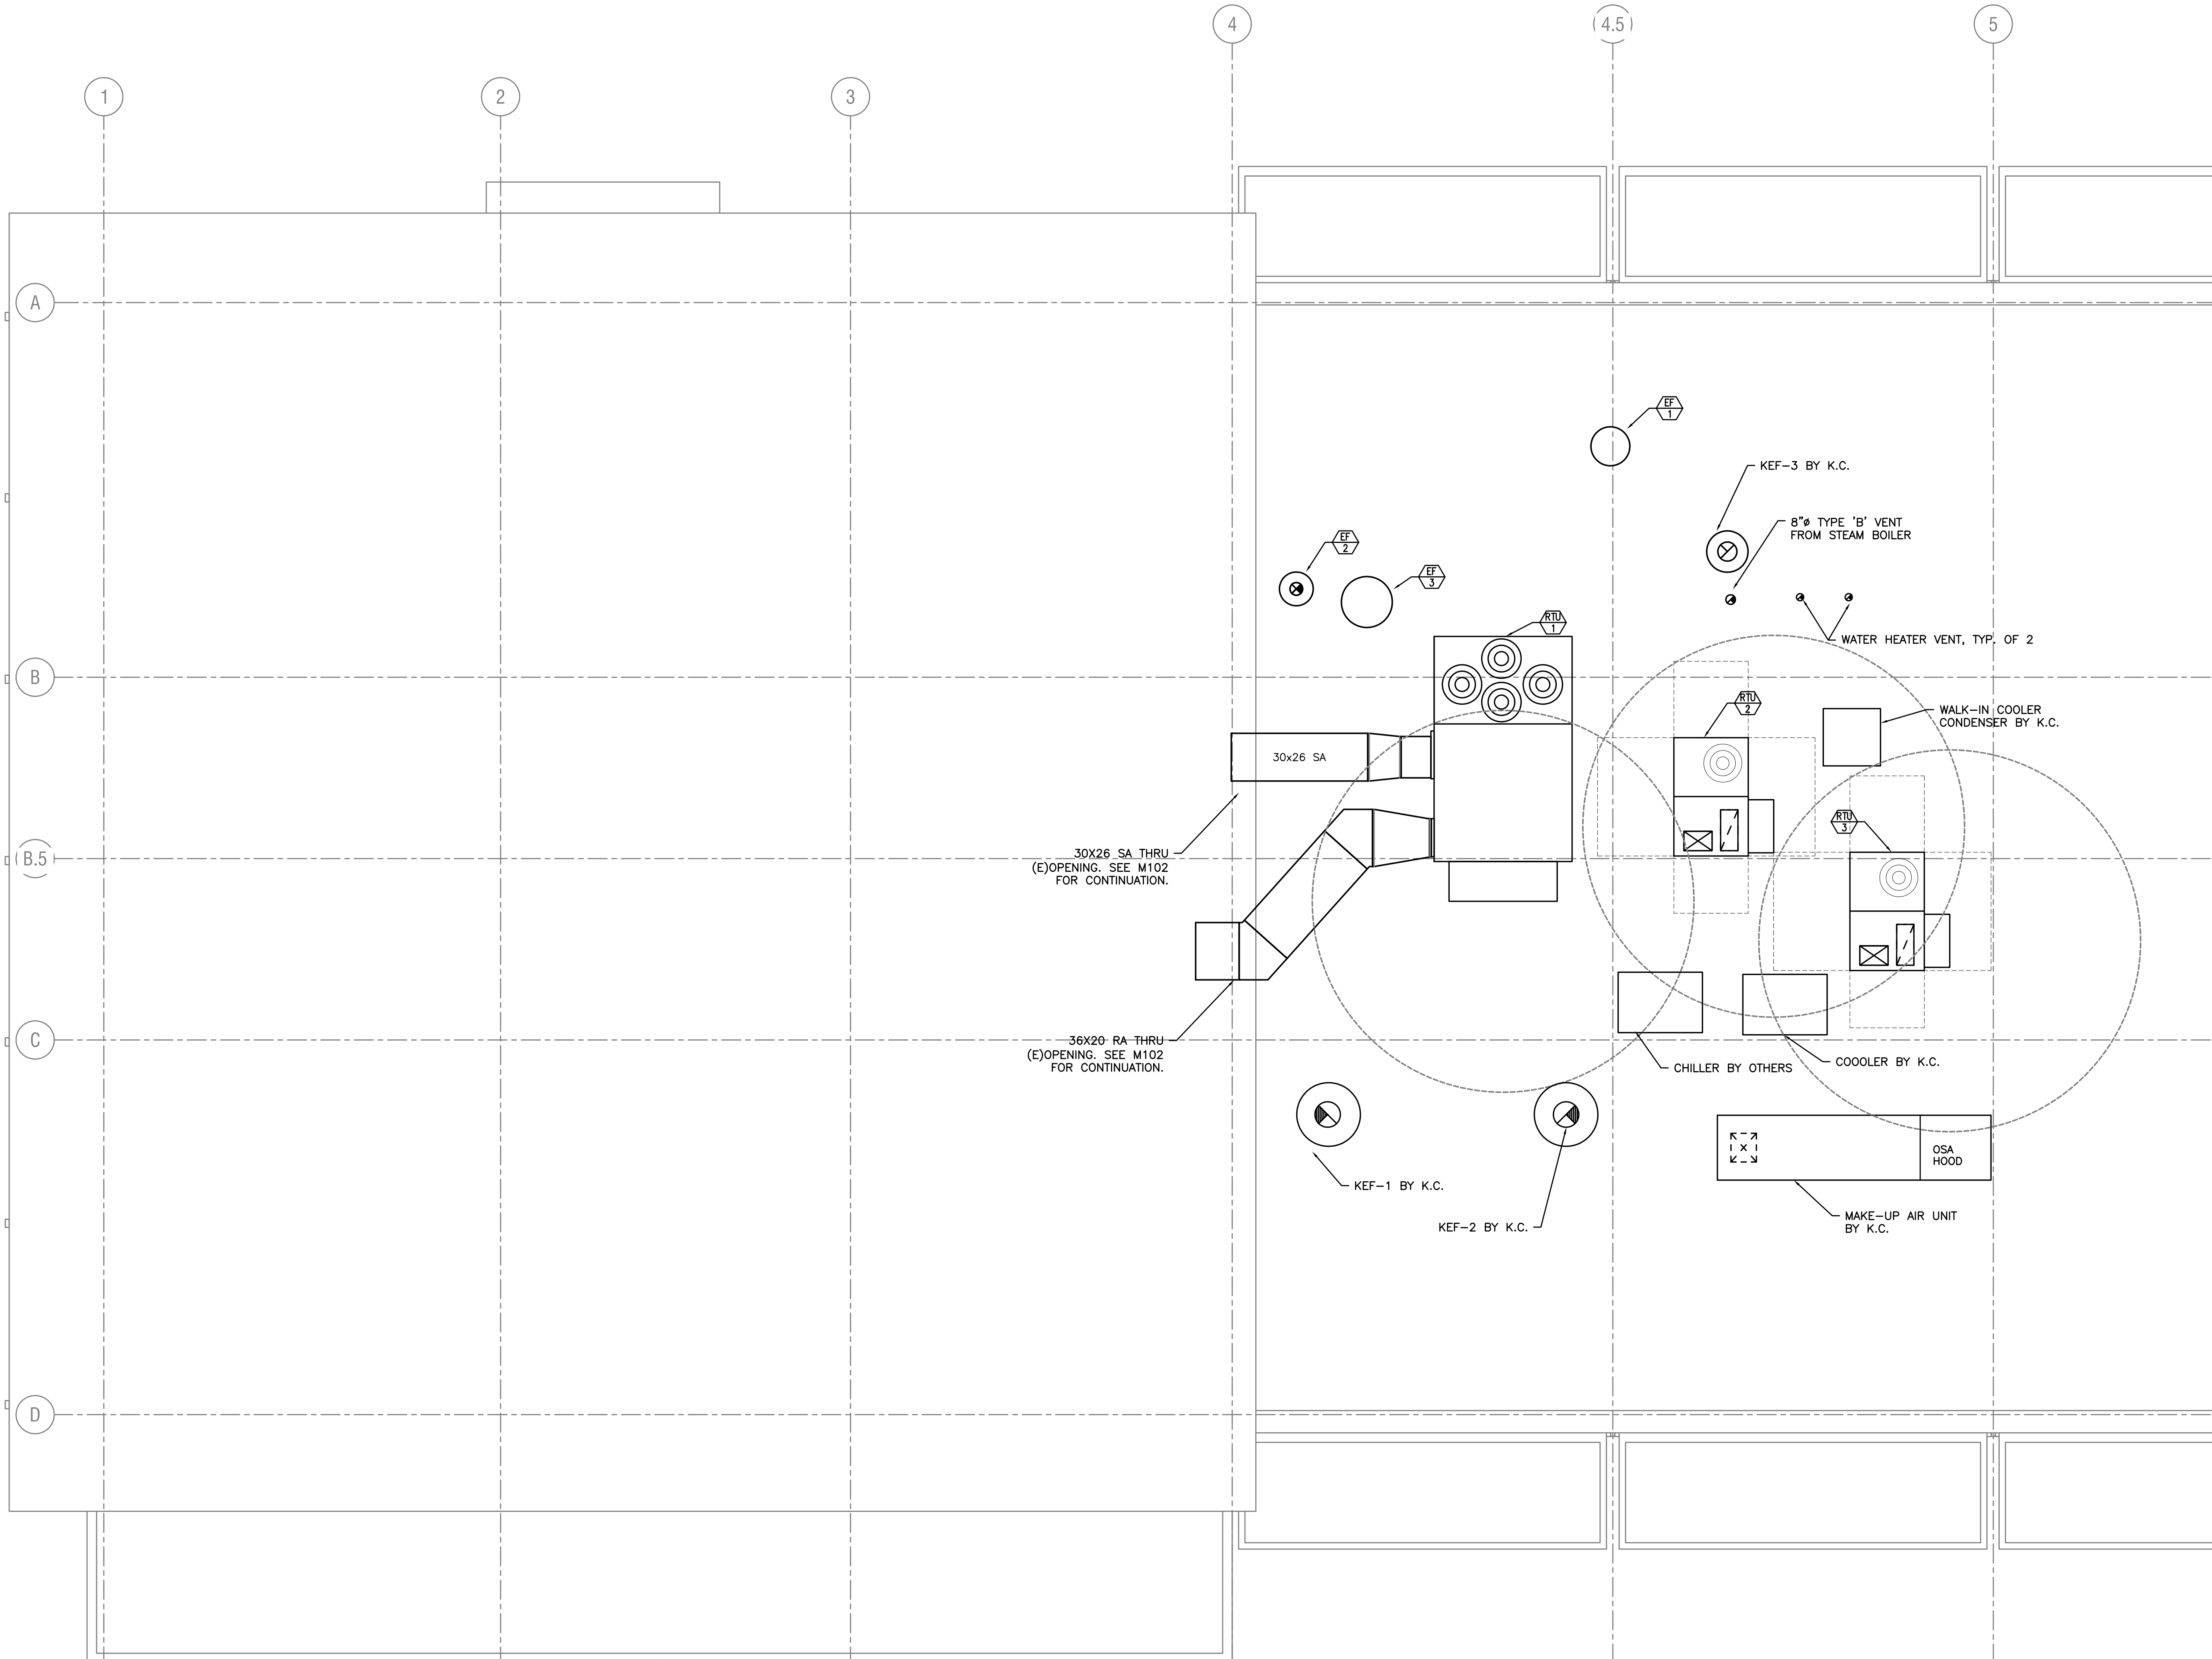 4
4.5
5
1
2
3
A
EF
1
KEF-3 BY K.C.
8"ø TYPE 'B' VENT
FROM STEAM BOILER
EF
2
EF
3
RTU
1
WATER HEATER VENT, TYP. OF 2
B
RTU
2
WALK-IN COOLER
CONDENSER BY K.C.
30x26 SA
RTU
3
B.5
30X26 SA THRU
(E)OPENING. SEE M102
FOR CONTINUATION.
C
36X20 RA THRU
(E)OPENING. SEE M102
FOR CONTINUATION.
CHILLER BY OTHERS
COOOLER BY K.C.
OSA
HOOD
KEF-1 BY K.C.
KEF-2 BY K.C.
MAKE-UP AIR UNIT
BY K.C.
D